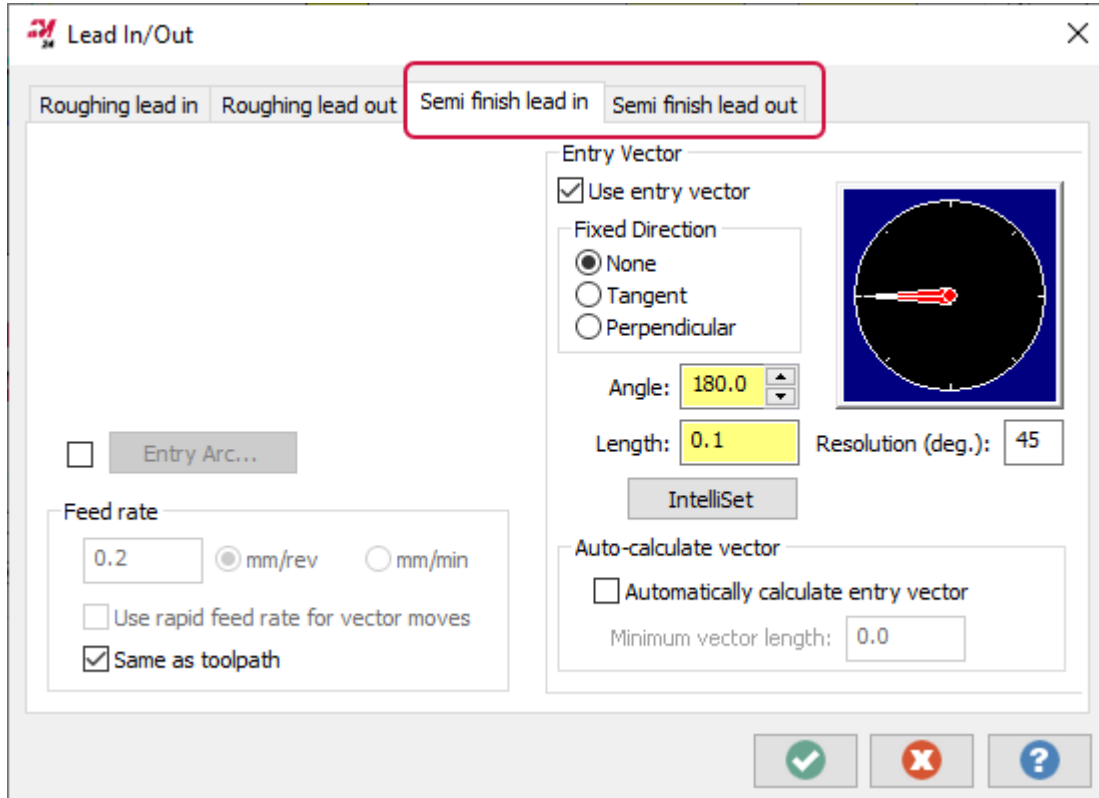 Lead In/Out
24
Roughing lead in Roughing lead out Semi finish lead in Semi finish lead out
Entry Vector
Use entry vector
Fixed Direction
None
Tangent
Perpendicular
Angle: 180.0
Length: 0.1 Resolution (deg.): 45
IntelliSet
Entry Arc...
Feed rate
0.2 mm/rev mm/min
Use rapid feed rate for vector moves
Same as toolpath
Auto-calculate vector
Automatically calculate entry vector
Minimum vector length: 0.0